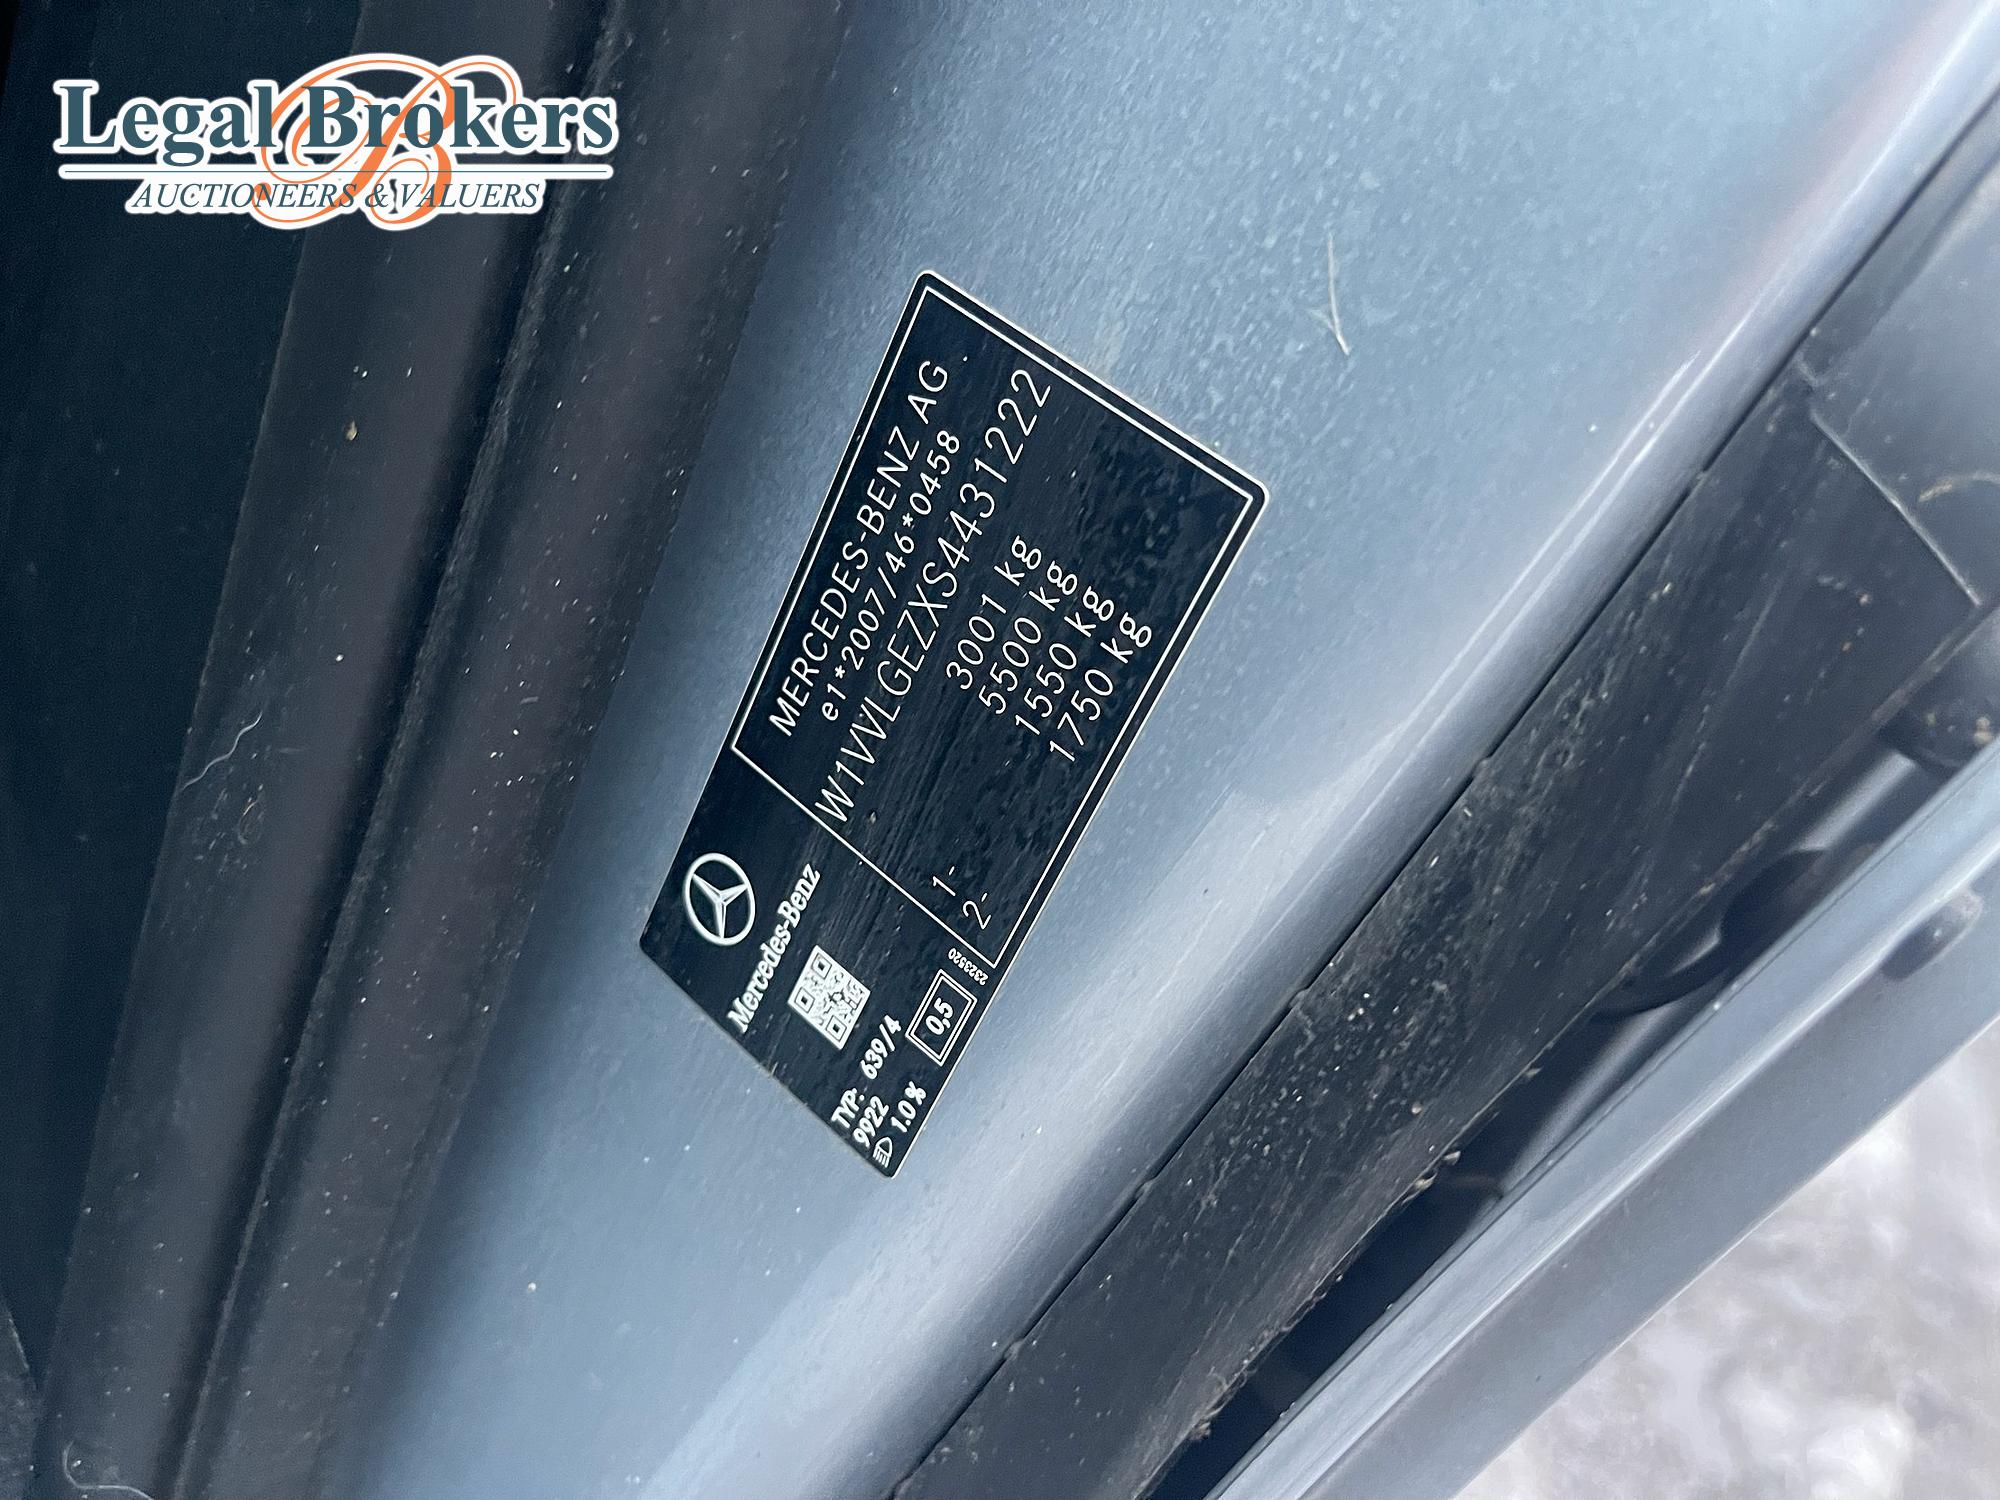 Legal Brokers
AUCTIONEERS & VALUERS
MERCEDES-BENZ AG
e1*2007/46*0458
W1VVLGEZXS4431222
3001 kg
5500 kg
1- 1550 kg
2- 1750 kg
Mercedes-Benz
TYP: 639/4
9922
1.0 %
0,5
2323520